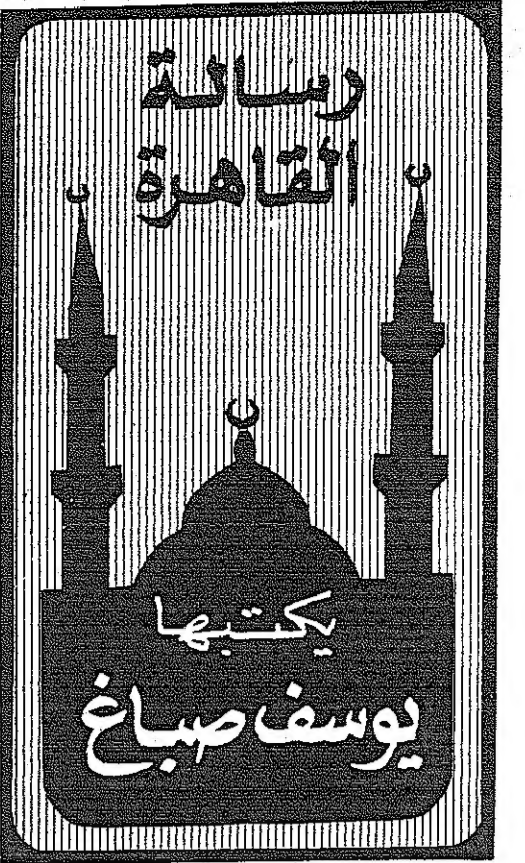 رسالة
القاهرة
يكتبها
يوسف صباغ